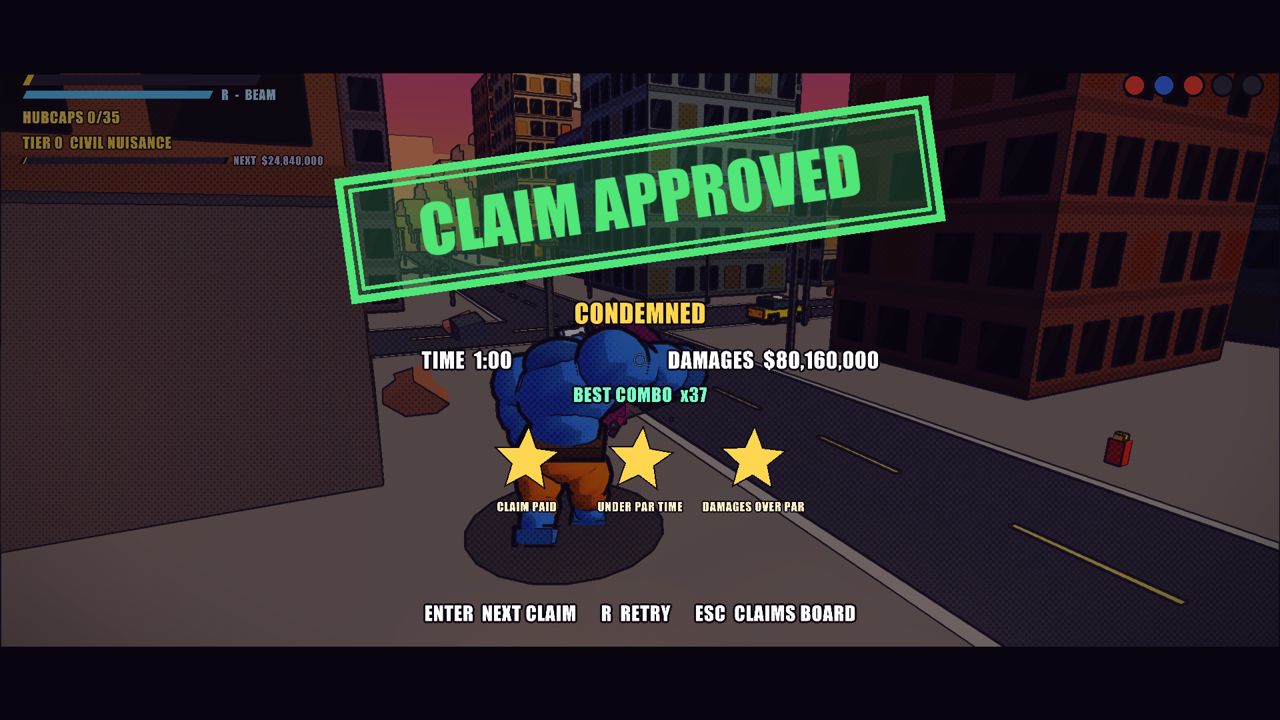 R - BEAM
HUBCAPS 0/35
TIER 0 CIVIL NUISANCE
NEXT $24,840,000
CLAIM APPROVED
CONDEMNED
TIME 1:00 DAMAGES $80,160,000
BEST COMBO x37
CLAIM PAID UNDER PAR TIME DAMAGES OVER PAR
ENTER NEXT CLAIM R RETRY ESC CLAIMS BOARD